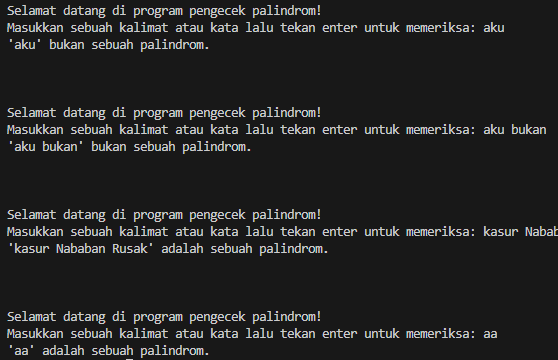 Selamat datang di program pengecek palindrom!
Masukkan sebuah kalimat atau kata lalu tekan enter untuk memeriksa: aku
'aku' bukan sebuah palindrom.
Selamat datang di program pengecek palindrom!
Masukkan sebuah kalimat atau kata lalu tekan enter untuk memeriksa: aku bukan
'aku bukan' bukan sebuah palindrom.
Selamat datang di program pengecek palindrom!
Masukkan sebuah kalimat atau kata lalu tekan enter untuk memeriksa: kasur
'kasur Nababan Rusak' adalah sebuah palindrom.
Selamat datang di program pengecek palindrom!
Masukkan sebuah kalimat atau kata lalu tekan enter untuk memeriksa: aa
'aa' adalah sebuah palindrom.